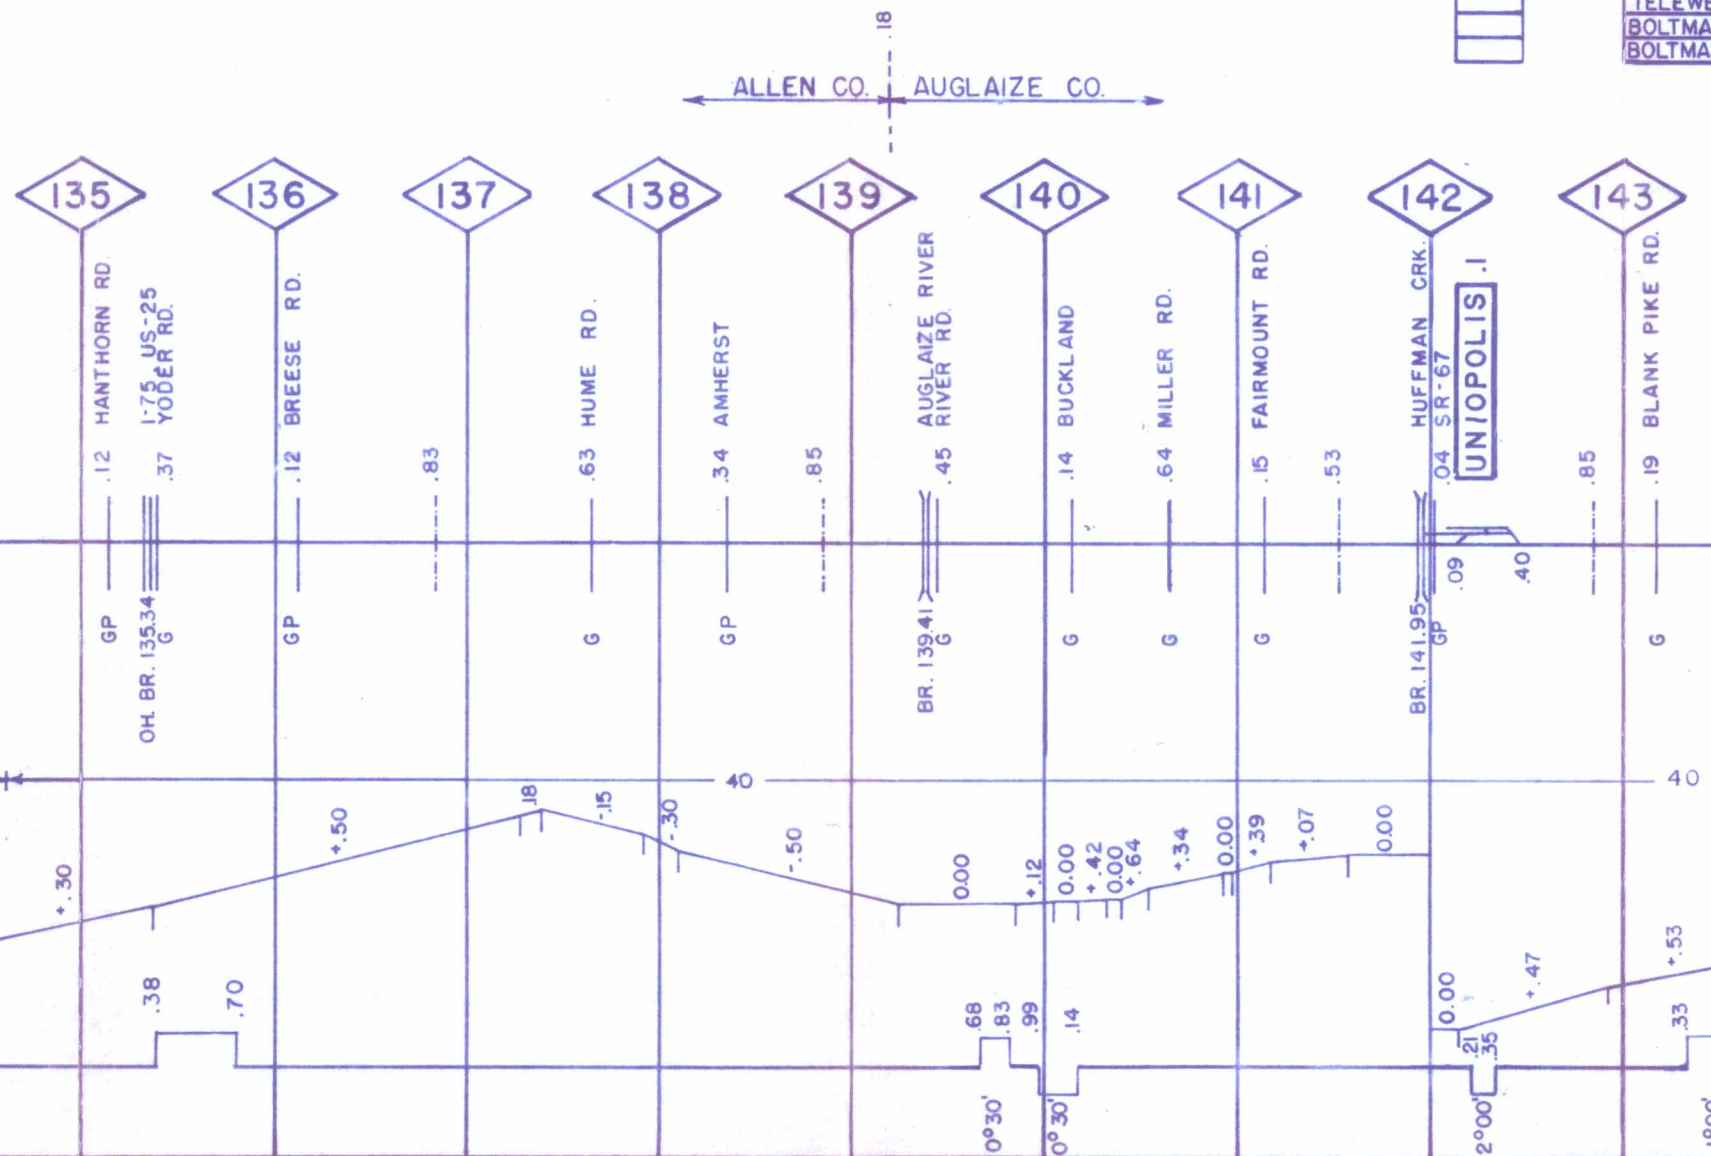 TELEWE
BOLTMA
BOLTMA
.18
ALLEN CO.
AUGLAIZE CO.
135
136
137
138
139
140
141
142
143
.12 HANTHORN RD.
I-75, US-25
.37 YODER RD.
.12 BREESE RD.
.83
.63 HUME RD.
.34 AMHERST
.85
AUGLAIZE RIVER
.45 RIVER RD.
.14 BUCKLAND
.64 MILLER RD.
.15 FAIRMOUNT RD.
.53
HUFFMAN CRK.
.04 SR-67
UNIOPOLIS .1
.85
.19 BLANK PIKE RD.
.09
.40
GP
OH. BR. 135.34
G
GP
G
GP
BR. 139.41
G
G
G
G
BR. 141.95
GP
G
40
40
+.30
+.50
.18
-.15
-.30
-.50
0.00
+.12
0.00
+.42
0.00
+.64
+.34
0.00
+.39
+.07
0.00
0.00
+.47
+.53
.38
.70
.68
.83
.99
.14
.21
.35
.33
0°30'
0°30'
2°00'